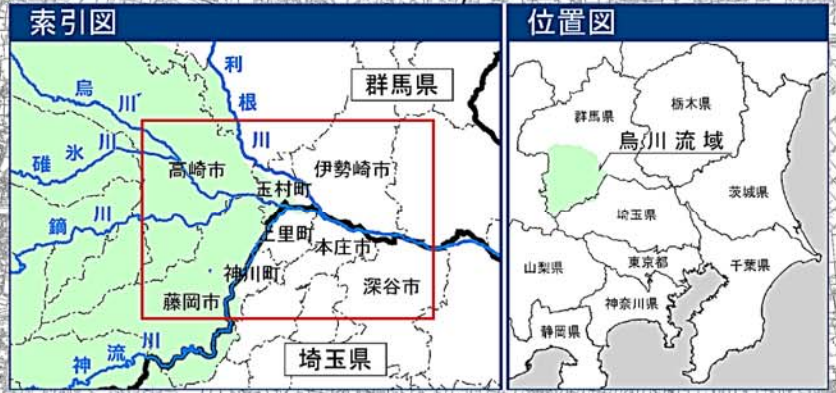 索引図
利根川
烏川
群馬県
碓氷川
高崎市
伊勢崎市
玉村町
鏑川
上里町
本庄市
神川町
藤岡市
深谷市
神流川
埼玉県
位置図
栃木県
群馬県
烏川流域
茨城県
埼玉県
山梨県
東京都
千葉県
神奈川県
静岡県